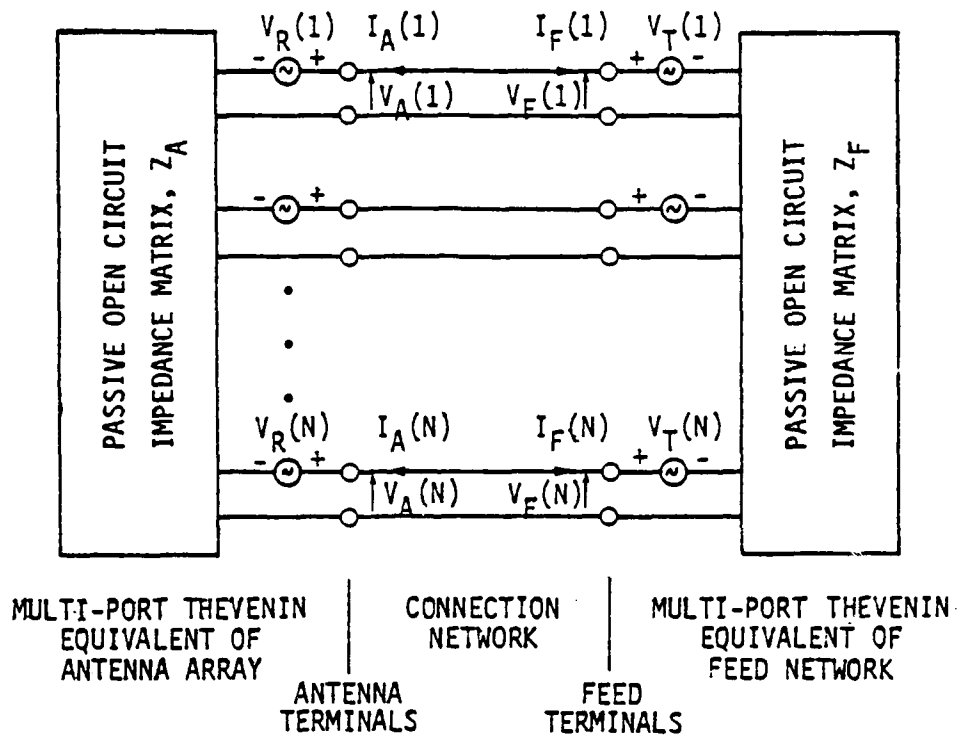 V_R(1) I_A(1) I_F(1) V_T(1)
- + + -
V_A(1) V_F(1)
PASSIVE OPEN CIRCUIT
IMPEDANCE MATRIX, Z_A
PASSIVE OPEN CIRCUIT
IMPEDANCE MATRIX, Z_F
- + + -
V_R(N) I_A(N) I_F(N) V_T(N)
- + + -
V_A(N) V_F(N)
MULTI-PORT THEVENIN
EQUIVALENT OF
ANTENNA ARRAY
CONNECTION
NETWORK
MULTI-PORT THEVENIN
EQUIVALENT OF
FEED NETWORK
ANTENNA
TERMINALS
FEED
TERMINALS